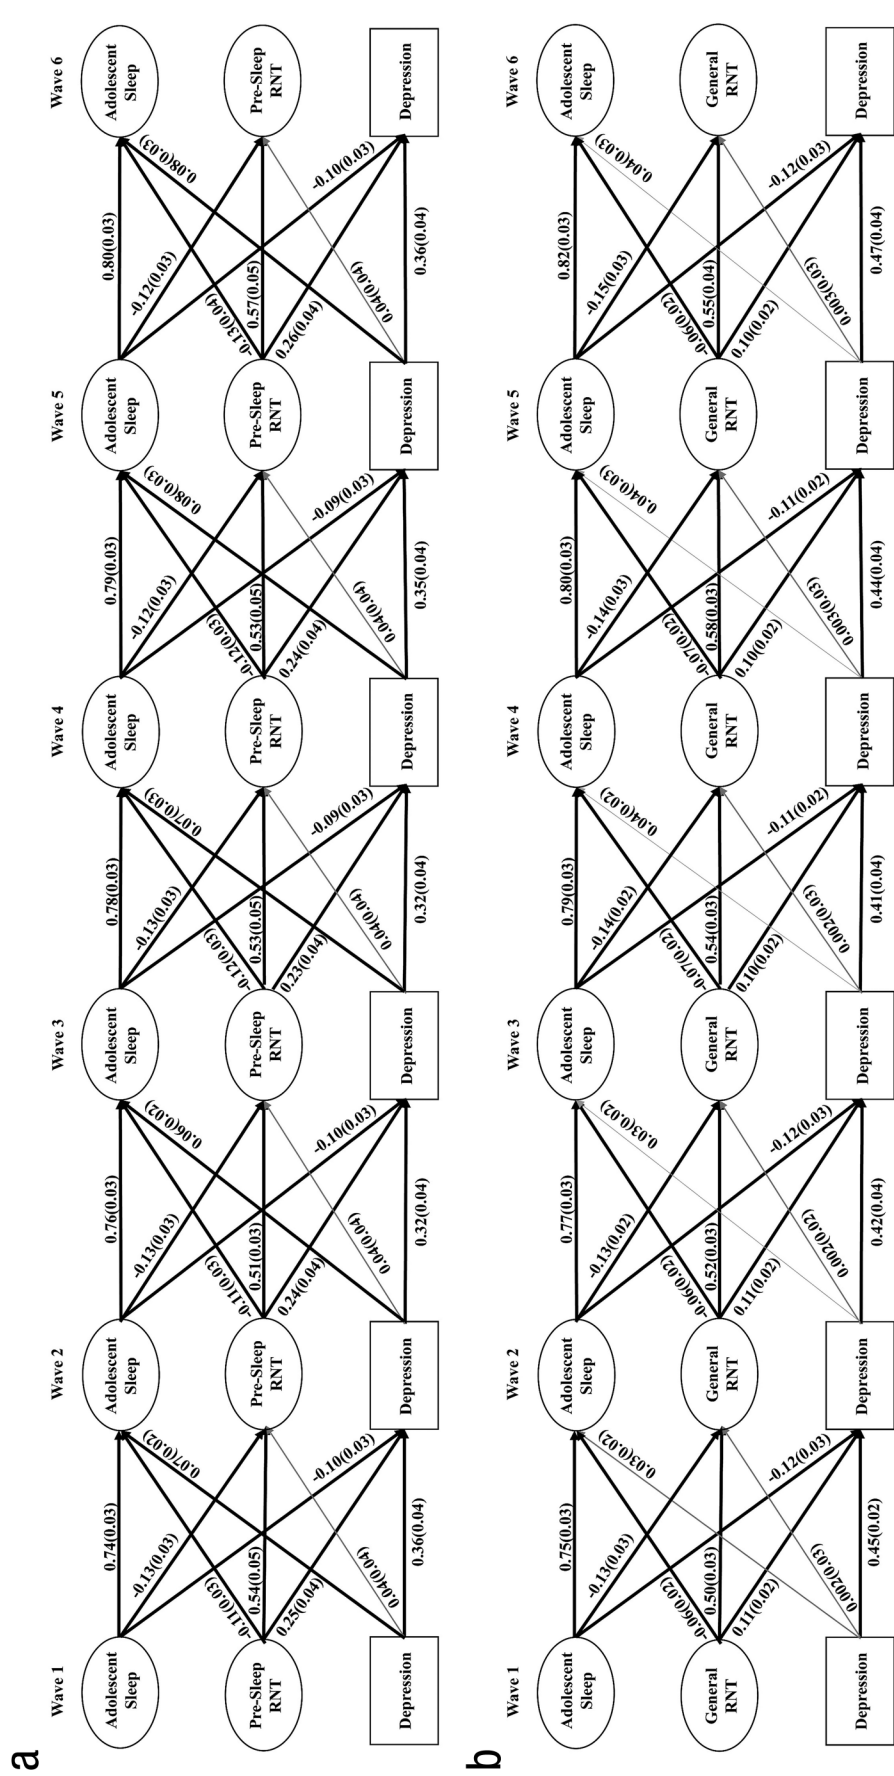 a
Wave 1
Wave 2
Wave 3
Wave 4
Wave 5
Wave 6
Adolescent
Sleep
Adolescent
Sleep
Adolescent
Sleep
Adolescent
Sleep
Adolescent
Sleep
Adolescent
Sleep
Pre-Sleep
RNT
Pre-Sleep
RNT
Pre-Sleep
RNT
Pre-Sleep
RNT
Pre-Sleep
RNT
Pre-Sleep
RNT
Depression
Depression
Depression
Depression
Depression
Depression
0.74(0.03)
-0.13(0.03)
0.07(0.02)
-0.11(0.03)
0.54(0.05)
0.25(0.04)
-0.10(0.03)
0.04(0.04)
0.36(0.04)
0.76(0.03)
-0.13(0.03)
0.06(0.02)
-0.11(0.03)
0.51(0.03)
0.24(0.04)
-0.10(0.03)
0.04(0.04)
0.32(0.04)
0.78(0.03)
-0.13(0.03)
0.07(0.03)
-0.12(0.03)
0.53(0.05)
0.23(0.04)
-0.09(0.03)
0.04(0.04)
0.32(0.04)
0.79(0.03)
-0.12(0.03)
0.08(0.03)
-0.12(0.03)
0.53(0.05)
0.24(0.04)
-0.09(0.03)
0.04(0.04)
0.35(0.04)
0.80(0.03)
-0.12(0.03)
0.08(0.03)
-0.13(0.04)
0.57(0.05)
0.26(0.04)
-0.10(0.03)
0.04(0.04)
0.36(0.04)
b
Wave 1
Wave 2
Wave 3
Wave 4
Wave 5
Wave 6
Adolescent
Sleep
Adolescent
Sleep
Adolescent
Sleep
Adolescent
Sleep
Adolescent
Sleep
Adolescent
Sleep
General
RNT
General
RNT
General
RNT
General
RNT
General
RNT
General
RNT
Depression
Depression
Depression
Depression
Depression
Depression
0.75(0.03)
-0.13(0.03)
0.03(0.02)
-0.06(0.02)
0.50(0.03)
0.11(0.02)
-0.12(0.03)
0.002(0.03)
0.45(0.02)
0.77(0.03)
-0.13(0.02)
0.03(0.02)
-0.06(0.02)
0.52(0.03)
0.11(0.02)
-0.12(0.03)
0.002(0.02)
0.42(0.04)
0.79(0.03)
-0.14(0.02)
0.04(0.02)
-0.07(0.02)
0.54(0.03)
0.10(0.02)
-0.11(0.02)
0.002(0.03)
0.41(0.04)
0.80(0.03)
-0.14(0.03)
0.04(0.03)
-0.07(0.02)
0.58(0.03)
0.10(0.02)
-0.11(0.02)
0.003(0.03)
0.44(0.04)
0.82(0.03)
-0.15(0.03)
0.04(0.03)
-0.06(0.02)
0.55(0.04)
0.10(0.02)
-0.12(0.03)
0.003(0.03)
0.47(0.04)